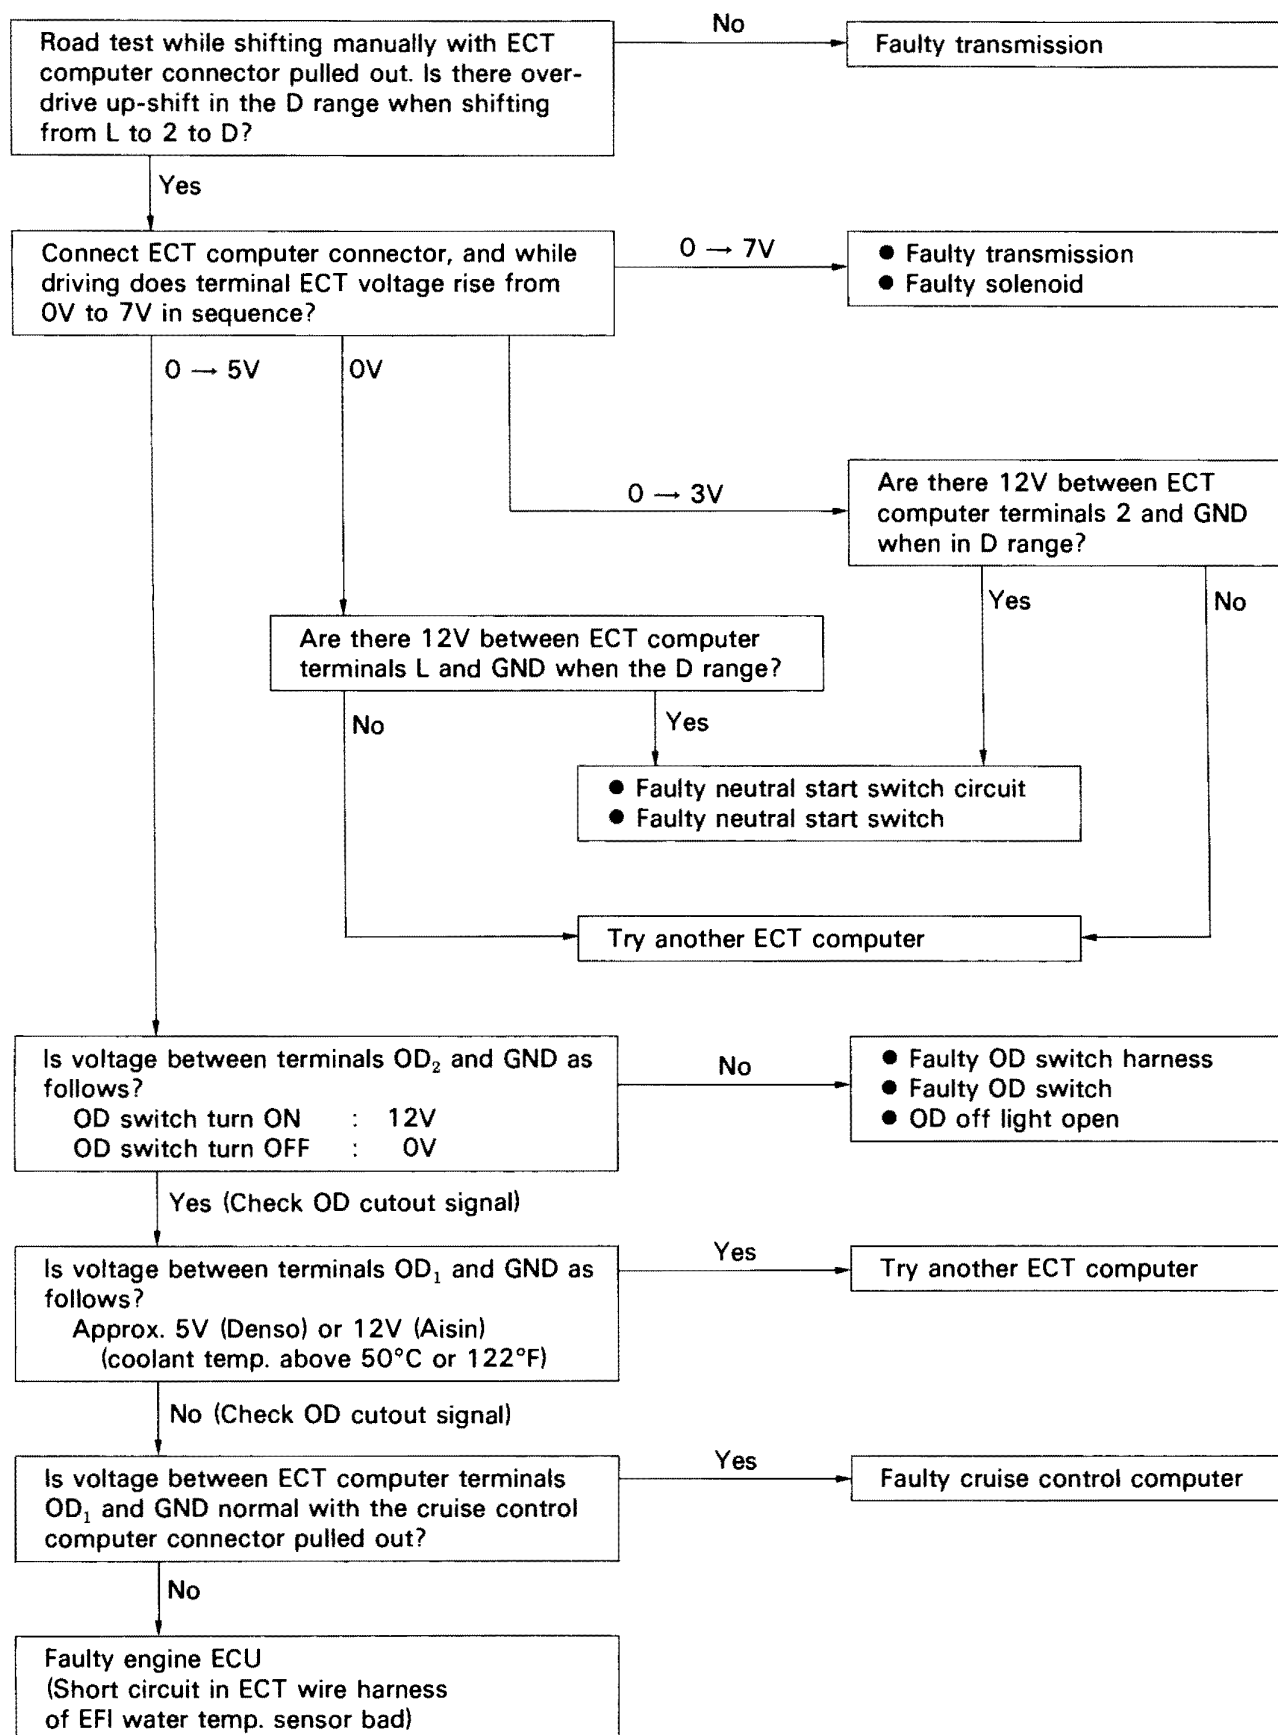 Road test while shifting manually with ECT
computer connector pulled out. Is there over-
drive up-shift in the D range when shifting
from L to 2 to D?
No
Faulty transmission
Yes
Connect ECT computer connector, and while
driving does terminal ECT voltage rise from
0V to 7V in sequence?
0 → 7V
● Faulty transmission
● Faulty solenoid
0 → 5V
0V
0 → 3V
Are there 12V between ECT
computer terminals 2 and GND
when in D range?
Yes
No
Are there 12V between ECT computer
terminals L and GND when the D range?
No
Yes
● Faulty neutral start switch circuit
● Faulty neutral start switch
Try another ECT computer
Is voltage between terminals OD₂ and GND as
follows?
OD switch turn ON : 12V
OD switch turn OFF : 0V
No
● Faulty OD switch harness
● Faulty OD switch
● OD off light open
Yes (Check OD cutout signal)
Is voltage between terminals OD₁ and GND as
follows?
Approx. 5V (Denso) or 12V (Aisin)
(coolant temp. above 50°C or 122°F)
Yes
Try another ECT computer
No (Check OD cutout signal)
Is voltage between ECT computer terminals
OD₁ and GND normal with the cruise control
computer connector pulled out?
Yes
Faulty cruise control computer
No
Faulty engine ECU
(Short circuit in ECT wire harness
of EFI water temp. sensor bad)